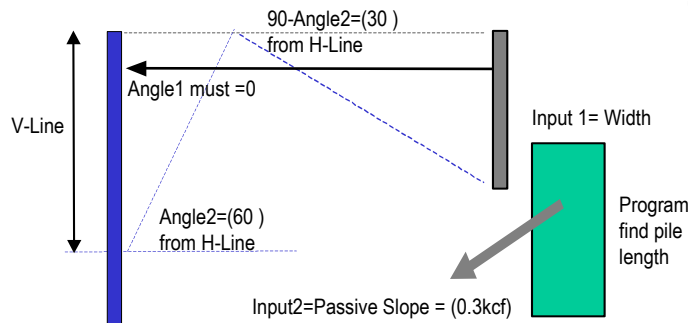 90-Angle2=(30 )
from H-Line
Angle1 must =0
V-Line
Input 1= Width
Angle2=(60 )
from H-Line
Program
find pile
length
Input2=Passive Slope = (0.3kcf)